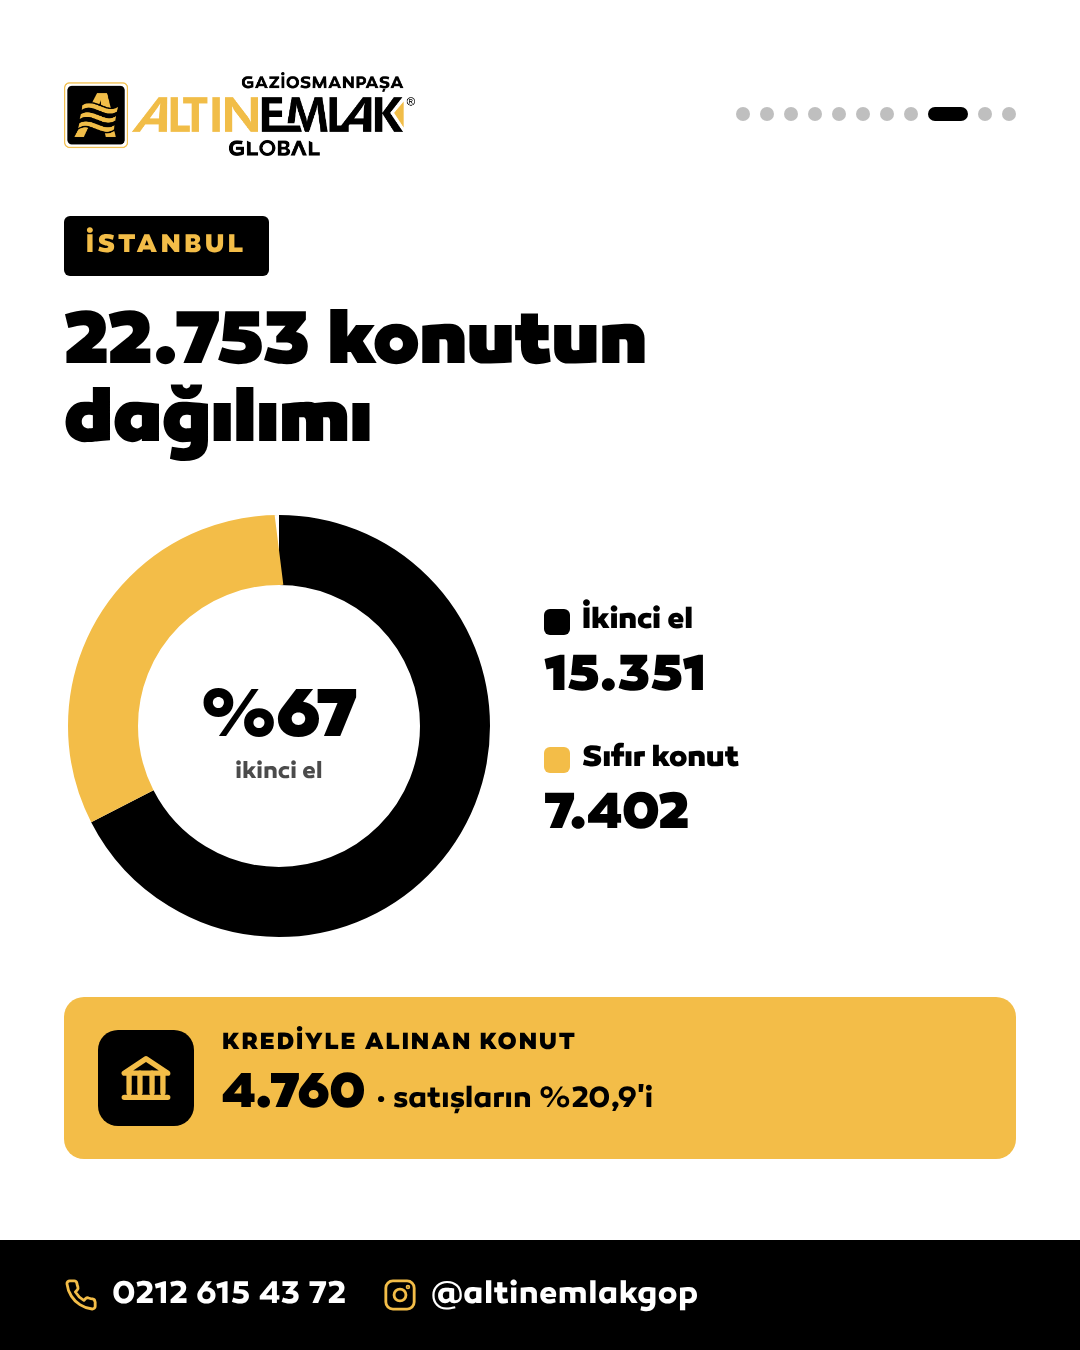 GAZİOSMANPAŞA
ALTINEMLAK®
GLOBAL
İSTANBUL
22.753 konutun
dağılımı
%67
ikinci el
İkinci el
15.351
Sıfır konut
7.402
KREDİYLE ALINAN KONUT
4.760 · satışların %20,9'i
0212 615 43 72 @altinemlakgop